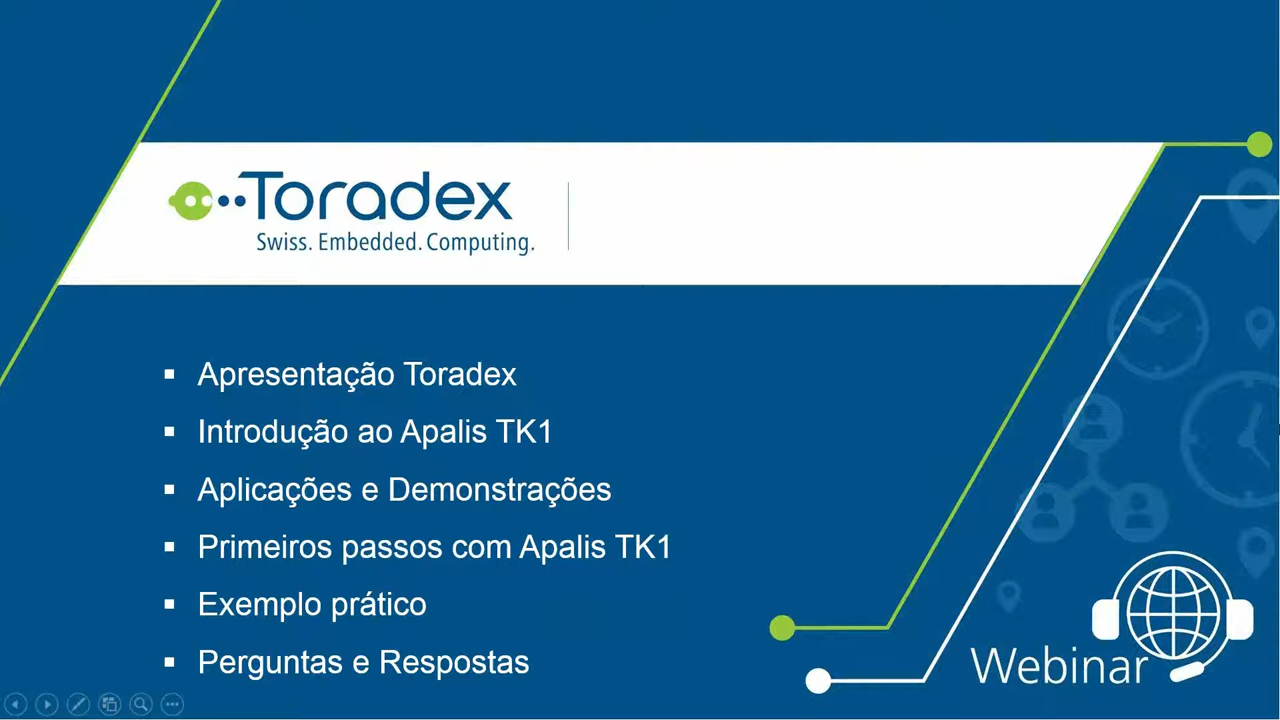 Toradex
Swiss. Embedded. Computing.
▪ Apresentação Toradex
▪ Introdução ao Apalis TK1
▪ Aplicações e Demonstrações
▪ Primeiros passos com Apalis TK1
▪ Exemplo prático
▪ Perguntas e Respostas
Webinar